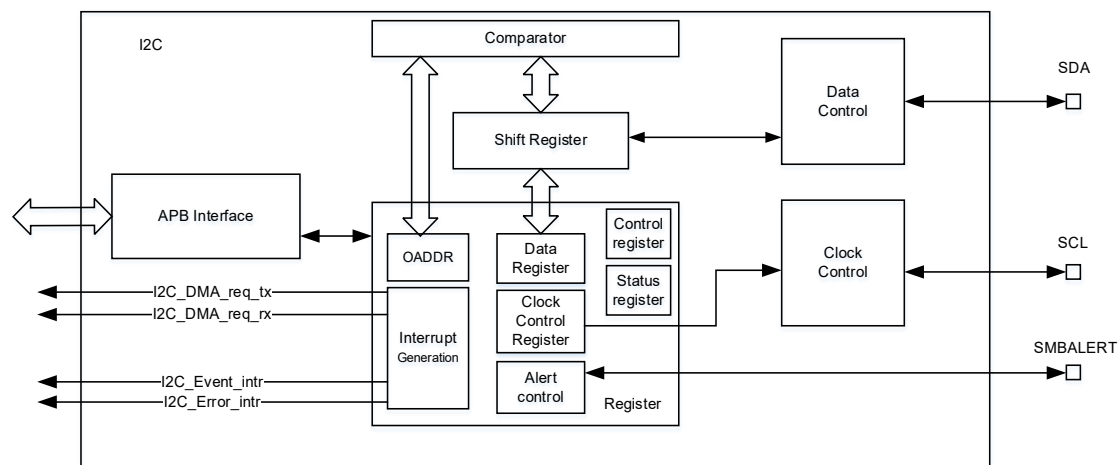 I2C
Comparator
SDA
Data
Control
Shift Register
APB Interface
Control
register
OADDR
Data
Register
Clock
Control
SCL
Status
register
I2C_DMA_req_tx
I2C_DMA_req_rx
Clock
Control
Register
Interrupt
Generation
SMBALERT
I2C_Event_intr
I2C_Error_intr
Alert
control
Register